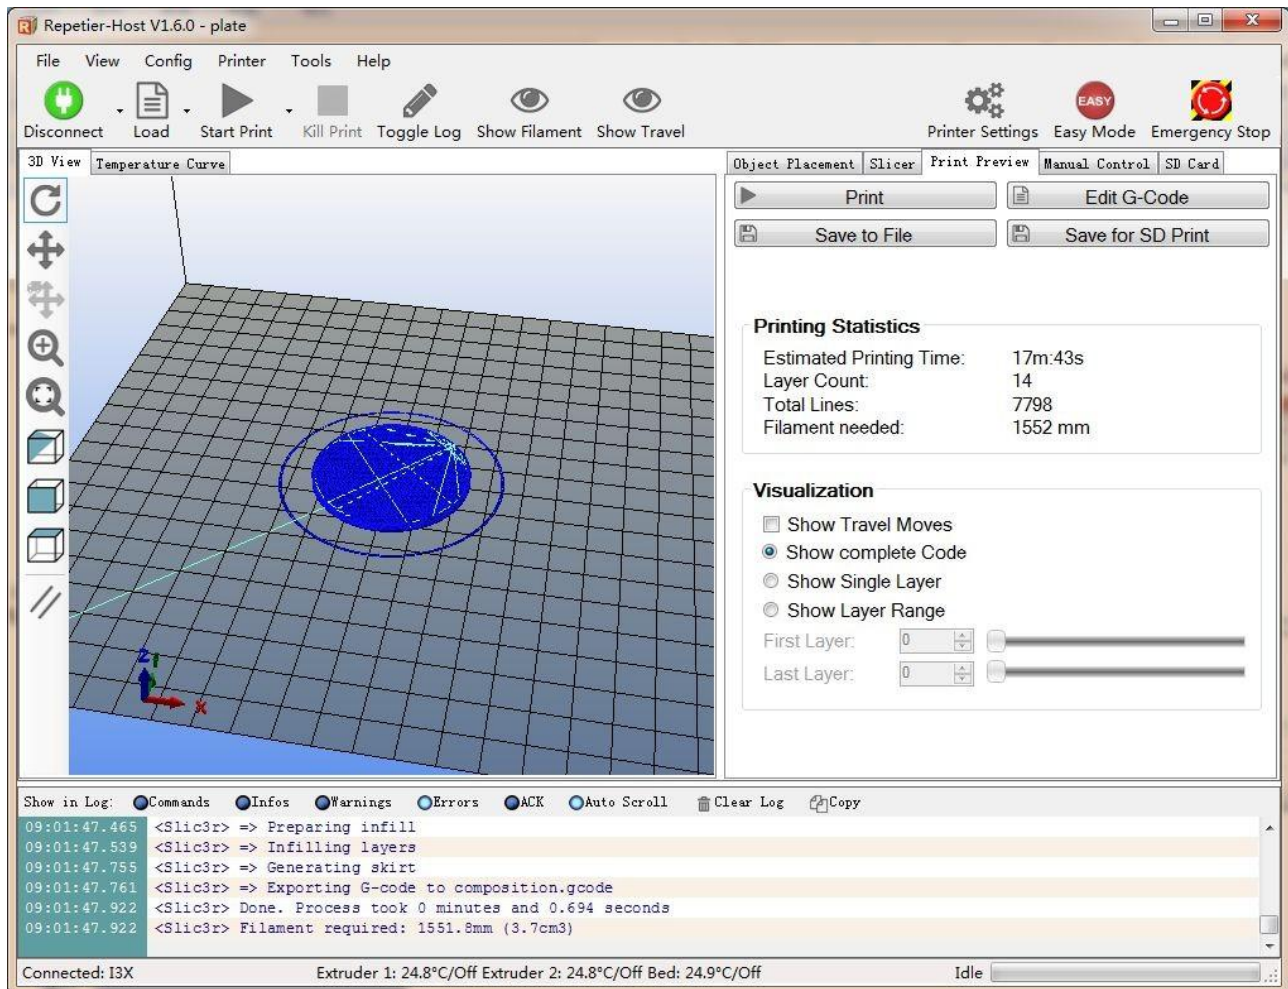 Repetier-Host V1.6.0 - plate
File View Config Printer Tools Help
Disconnect Load Start Print Kill Print Toggle Log Show Filament Show Travel Printer Settings Easy Mode Emergency Stop
EASY
3D View Temperature Curve
Object Placement Slicer Print Preview Manual Control SD Card
Print Edit G-Code
Save to File Save for SD Print
Printing Statistics
Estimated Printing Time: 17m:43s
Layer Count: 14
Total Lines: 7798
Filament needed: 1552 mm
Visualization
Show Travel Moves
Show complete Code
Show Single Layer
Show Layer Range
First Layer: 0
Last Layer: 0
Z
X
Show in Log: Commands Infos Warnings Errors ACK Auto Scroll Clear Log Copy
09:01:47.465 <Slic3r> => Preparing infill
09:01:47.539 <Slic3r> => Infilling layers
09:01:47.755 <Slic3r> => Generating skirt
09:01:47.761 <Slic3r> => Exporting G-code to composition.gcode
09:01:47.922 <Slic3r> Done. Process took 0 minutes and 0.694 seconds
09:01:47.922 <Slic3r> Filament required: 1551.8mm (3.7cm3)
Connected: I3X Extruder 1: 24.8°C/Off Extruder 2: 24.8°C/Off Bed: 24.9°C/Off Idle